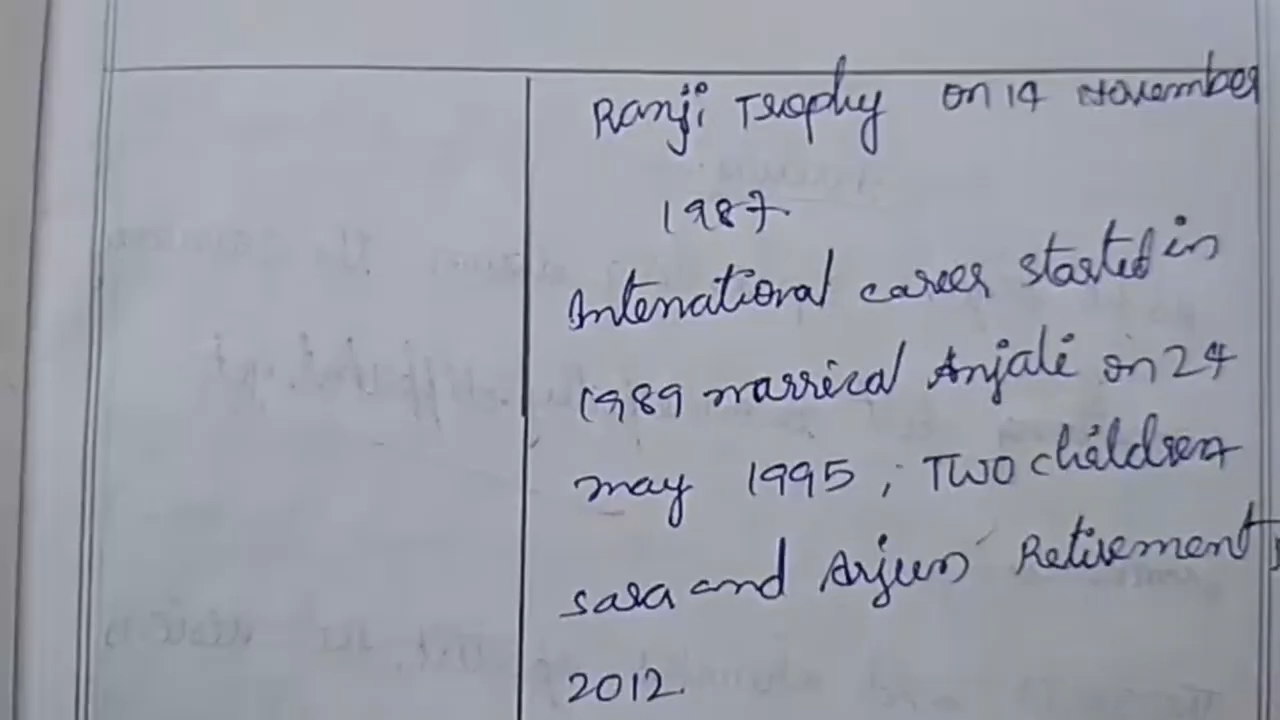 Ranji Trophy on 14 November
1987
Intenational career started in
1989 married Anjali on 24
may 1995 ; Two children
sara and Arjun Retirement
2012.